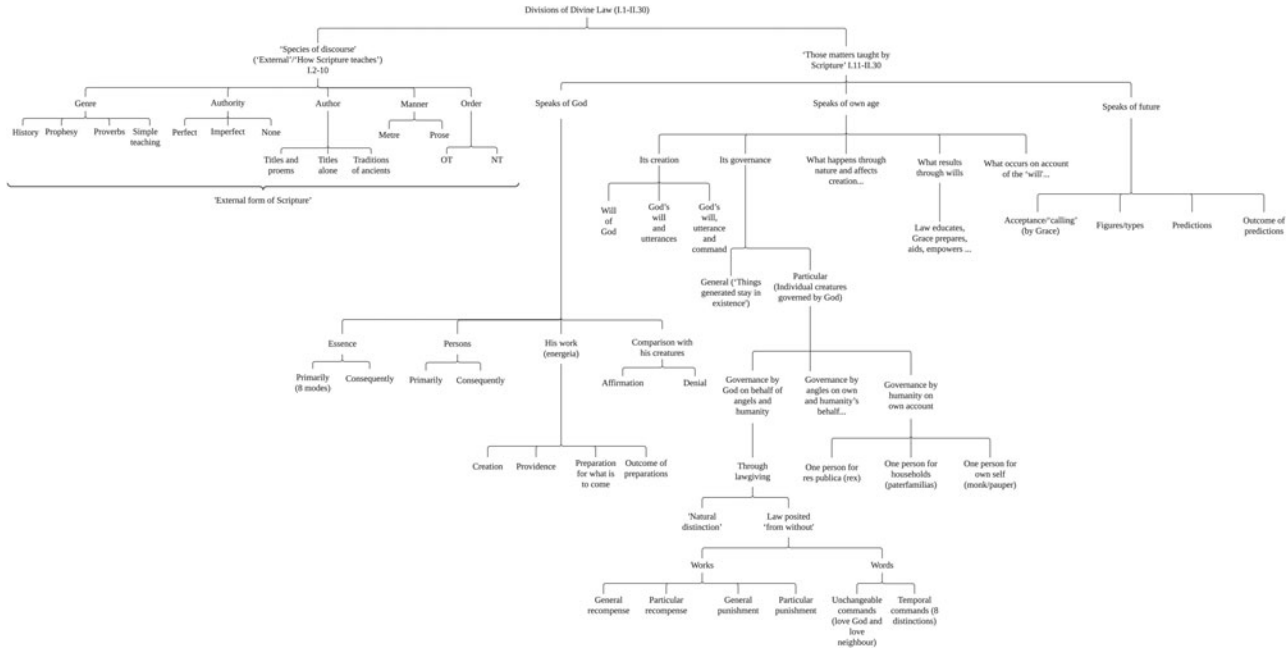 Divisions of Divine Law (I.1-II.30)
'Species of discourse'
('External'/'How Scripture teaches')
I.2-10
'Those matters taught by
Scripture' I.11-II.30
Genre
Authority
Author
Manner
Order
Speaks of God
Speaks of own age
Speaks of future
History
Prophesy
Proverbs
Simple
teaching
Perfect
Imperfect
None
Metre
Prose
Titles and
proems
Titles
alone
Traditions
of ancients
OT
NT
'External form of Scripture'
Its creation
Its governance
What happens through
nature and affects
creation...
What results
through wills
What occurs on account
of the 'will'...
Will
of
God
God's
will
and
utterances
God's
will,
utterance
and
command
Law educates,
Grace prepares,
aids, empowers ...
Acceptance/'calling'
(by Grace)
Figures/types
Predictions
Outcome of
predictions
General ('Things
generated stay in
existence')
Particular
(Individual creatures
governed by God)
Essence
Persons
His work
(energeia)
Comparison with
his creatures
Primarily
(8 modes)
Consequently
Primarily
Consequently
Affirmation
Denial
Governance by
God on behalf of
angels and
humanity
Governance by
angles on own
and humanity's
behalf...
Governance by
humanity on
own account
Creation
Providence
Preparation
for what is
to come
Outcome of
preparations
Through
lawgiving
One person for
res publica (rex)
One person for
households
(paterfamilias)
One person for
own self
(monk/pauper)
'Natural
distinction'
Law posited
'from without'
Works
Words
General
recompense
Particular
recompense
General
punishment
Particular
punishment
Unchangeable
commands
(love God and
love
neighbour)
Temporal
commands (8
distinctions)